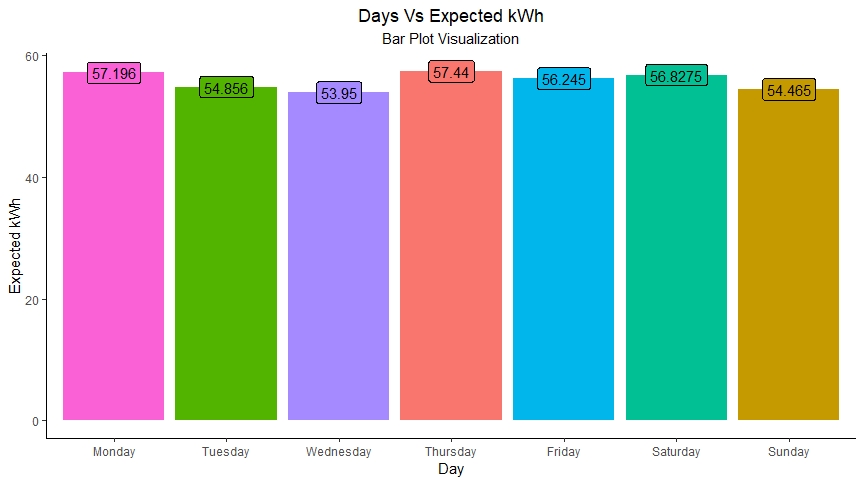 Days Vs Expected kWh
Bar Plot Visualization
Expected kWh
60
40
20
0
57.196
54.856
53.95
57.44
56.245
56.8275
54.465
Monday
Tuesday
Wednesday
Thursday
Friday
Saturday
Sunday
Day